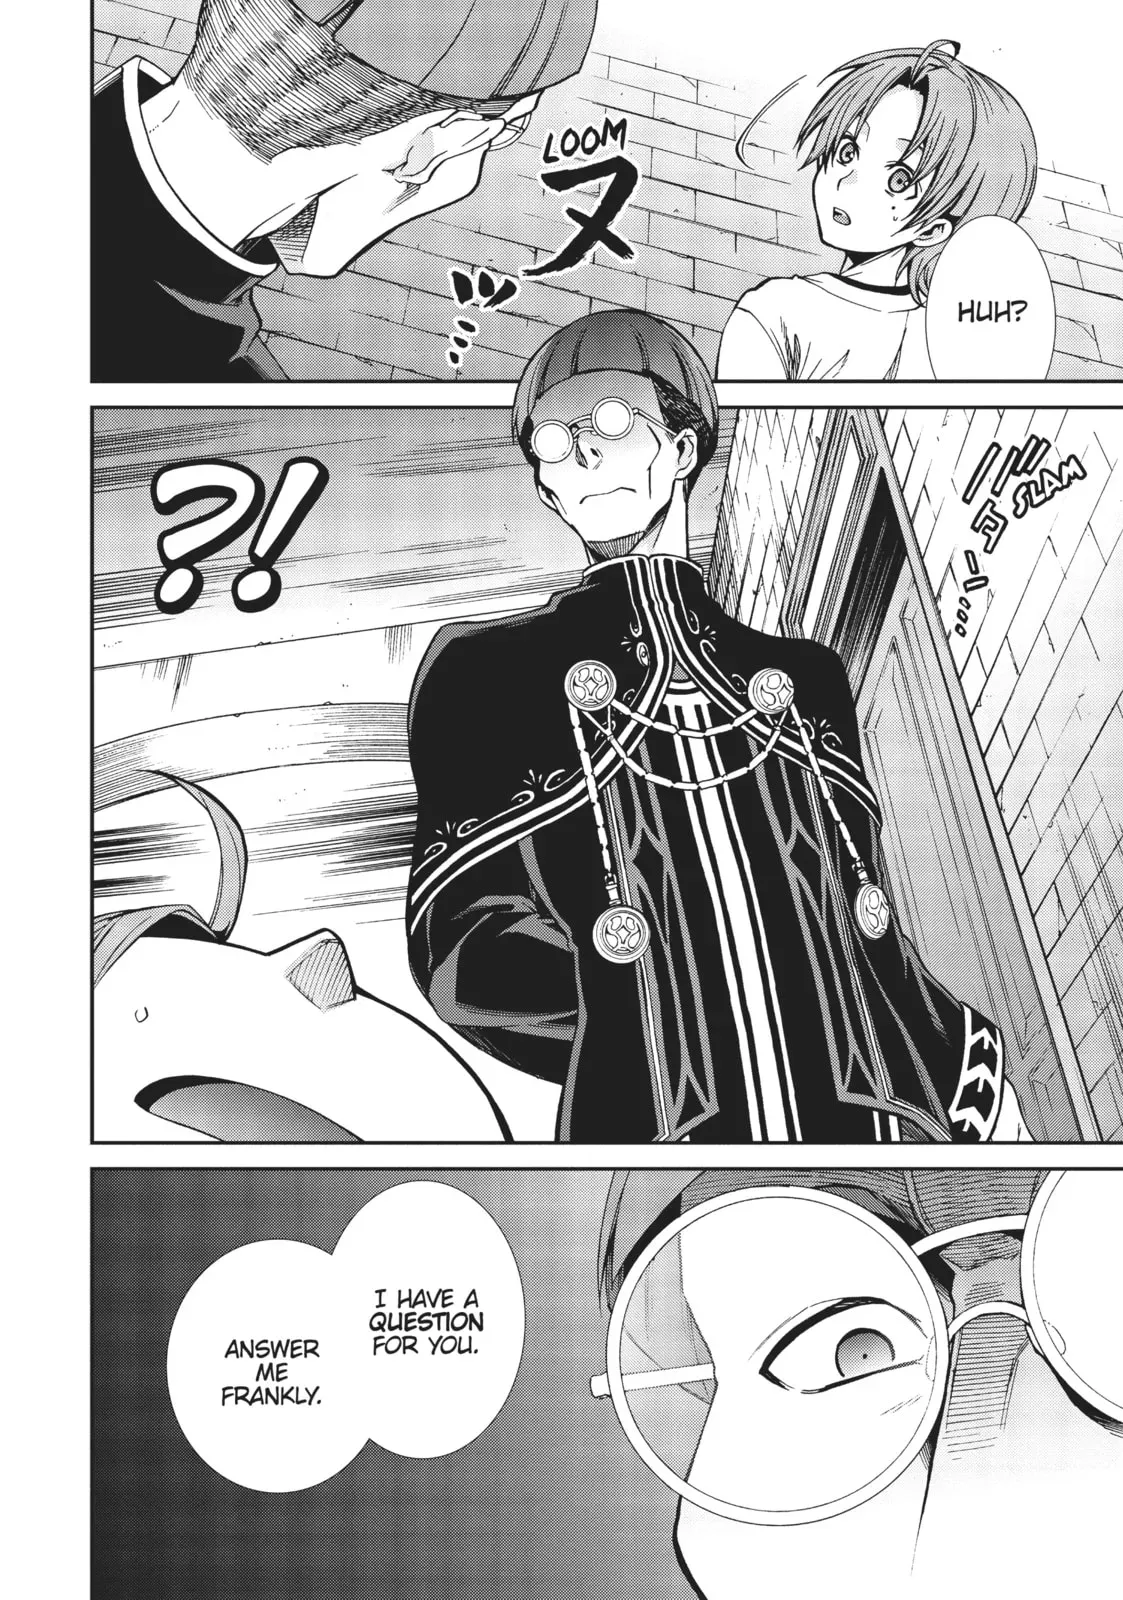 LOOM
ヌ
ッ
HUH?
?!
SLAM
I HAVE A
QUESTION
FOR YOU.
ANSWER
ME
FRANKLY.